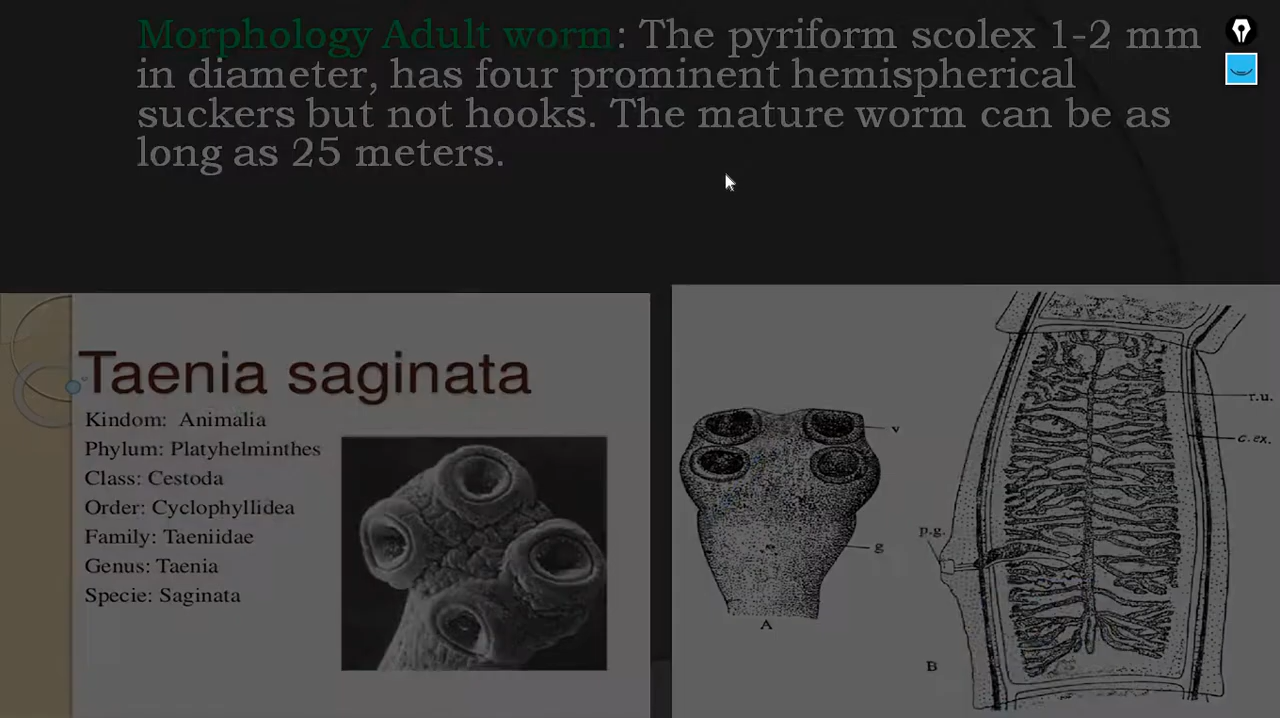 Morphology Adult worm: The pyriform scolex 1-2 mm
in diameter, has four prominent hemispherical
suckers but not hooks. The mature worm can be as
long as 25 meters.
Taenia saginata
Kindom: Animalia
Phylum: Platyhelminthes
Class: Cestoda
Order: Cyclophyllidea
Family: Taeniidae
Genus: Taenia
Specie: Saginata
v
g
A
r.u.
c.ex.
p.g.
B